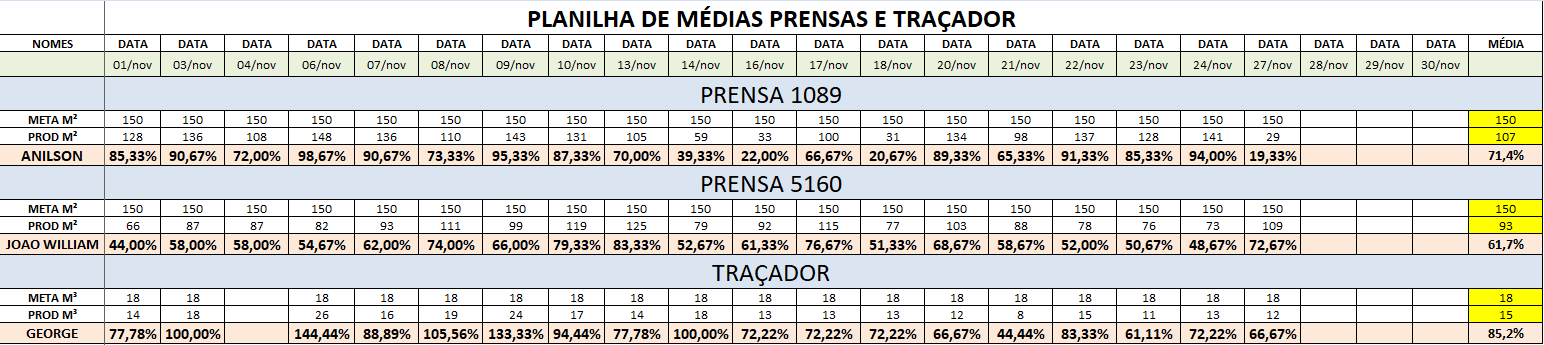 PLANILHA DE MÉDIAS PRENSAS E TRAÇADOR
NOMES DATA DATA DATA DATA DATA DATA DATA DATA DATA DATA DATA DATA DATA DATA DATA DATA DATA DATA DATA DATA DATA DATA MÉDIA
01/nov 03/nov 04/nov 06/nov 07/nov 08/nov 09/nov 10/nov 13/nov 14/nov 16/nov 17/nov 18/nov 20/nov 21/nov 22/nov 23/nov 24/nov 27/nov 28/nov 29/nov 30/nov
PRENSA 1089
META M² 150 150 150 150 150 150 150 150 150 150 150 150 150 150 150 150 150 150 150 150
PROD M² 128 136 108 148 136 110 143 131 105 59 33 100 31 134 98 137 128 141 29 107
ANILSON 85,33% 90,67% 72,00% 98,67% 90,67% 73,33% 95,33% 87,33% 70,00% 39,33% 22,00% 66,67% 20,67% 89,33% 65,33% 91,33% 85,33% 94,00% 19,33% 71,4%
PRENSA 5160
META M² 150 150 150 150 150 150 150 150 150 150 150 150 150 150 150 150 150 150 150 150
PROD M² 66 87 87 82 93 111 99 119 125 79 92 115 77 103 88 78 76 73 109 93
JOAO WILLIAM 44,00% 58,00% 58,00% 54,67% 62,00% 74,00% 66,00% 79,33% 83,33% 52,67% 61,33% 76,67% 51,33% 68,67% 58,67% 52,00% 50,67% 48,67% 72,67% 61,7%
TRAÇADOR
META M³ 18 18 18 18 18 18 18 18 18 18 18 18 18 18 18 18 18 18 18
PROD M³ 14 18 26 16 19 24 17 14 18 13 13 13 12 8 15 11 13 12 15
GEORGE 77,78% 100,00% 144,44% 88,89% 105,56% 133,33% 94,44% 77,78% 100,00% 72,22% 72,22% 72,22% 66,67% 44,44% 83,33% 61,11% 72,22% 66,67% 85,2%